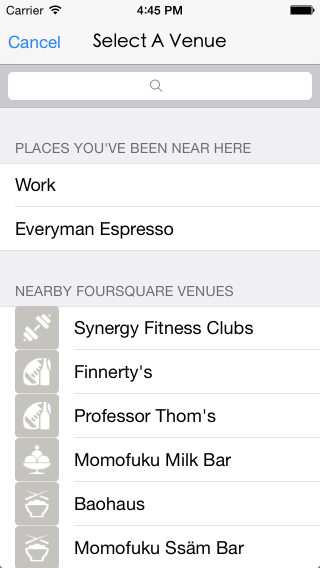 Carrier 4:45 PM
Cancel Select A Venue
PLACES YOU'VE BEEN NEAR HERE
Work
Everyman Espresso
NEARBY FOURSQUARE VENUES
Synergy Fitness Clubs
Finnerty's
Professor Thom's
Momofuku Milk Bar
Baohaus
Momofuku Ssäm Bar